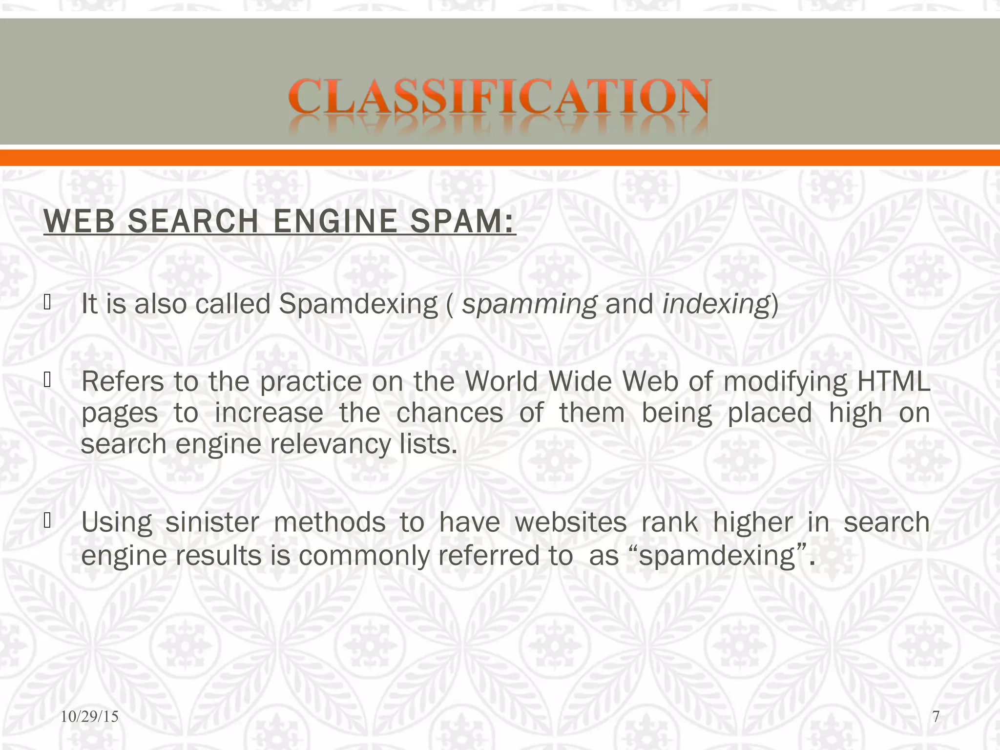 CLASSIFICATION
WEB SEARCH ENGINE SPAM:
It is also called Spamdexing ( spamming and indexing)
Refers to the practice on the World Wide Web of modifying HTML
pages to increase the chances of them being placed high on
search engine relevancy lists.
Using sinister methods to have websites rank higher in search
engine results is commonly referred to  as “spamdexing”.
10/29/15
7